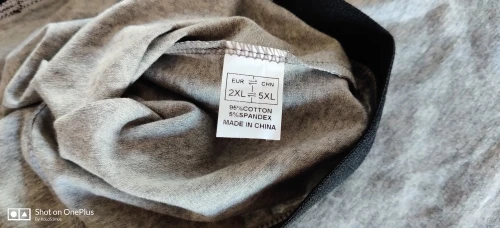 EUR ⇌ CHN
2XL ⇌ 5XL
95%COTTON
5%SPANDEX
MADE IN CHINA
Shot on OnePlus